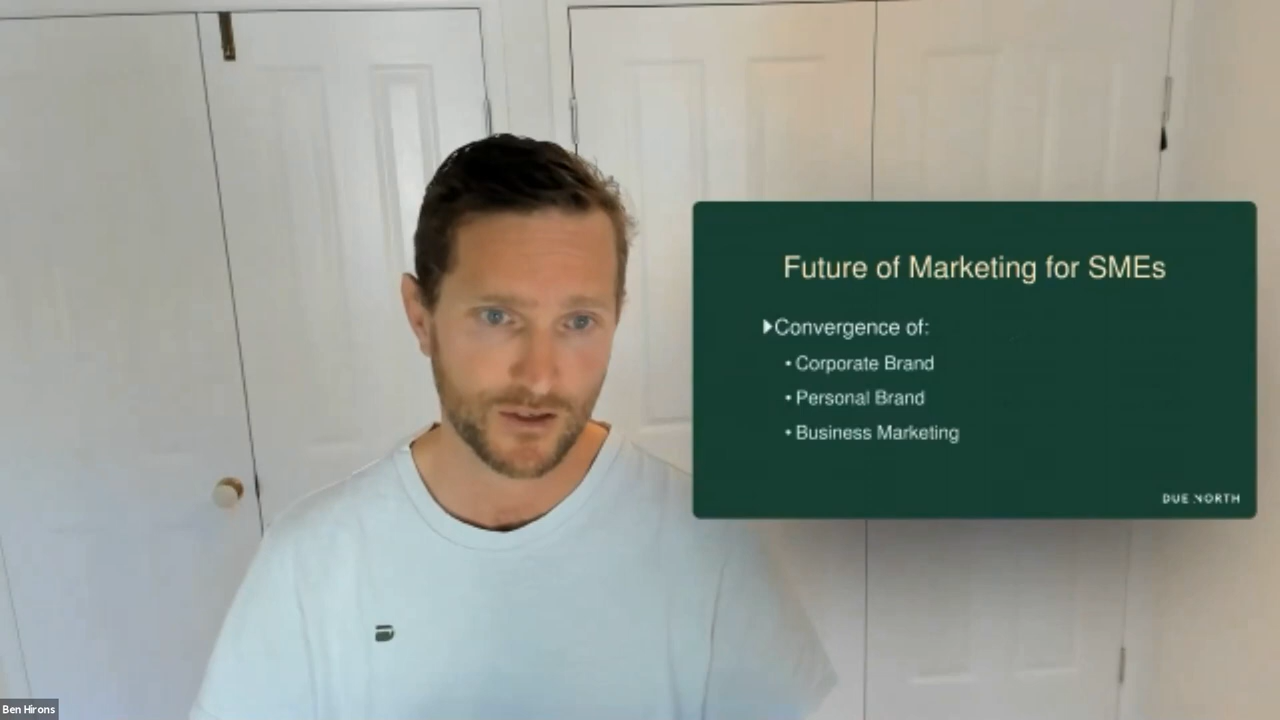 Future of Marketing for SMEs
Convergence of:
• Corporate Brand
• Personal Brand
• Business Marketing
DUE NORTH
Ben Hirons